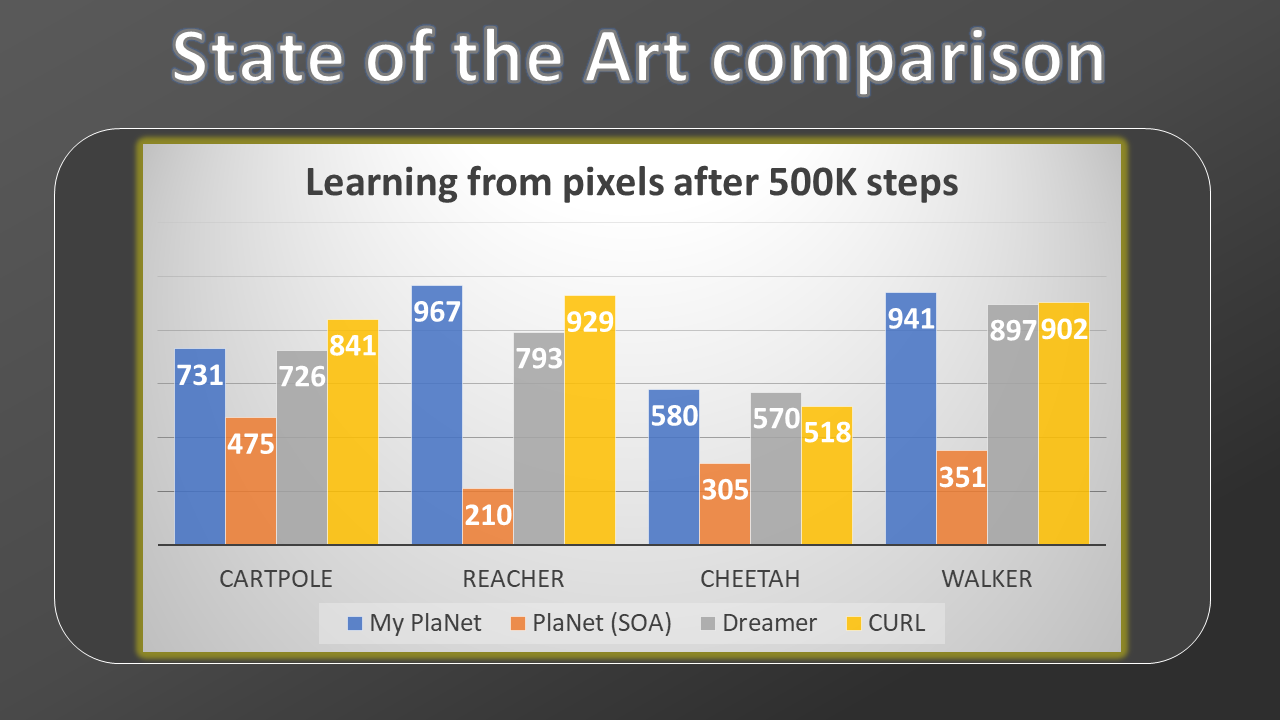 State of the Art comparison
Learning from pixels after 500K steps
731 475 726 841 967 210 793 929 580 305 570 518 941 351 897 902
CARTPOLE REACHER CHEETAH WALKER
My PlaNet PlaNet (SOA) Dreamer CURL